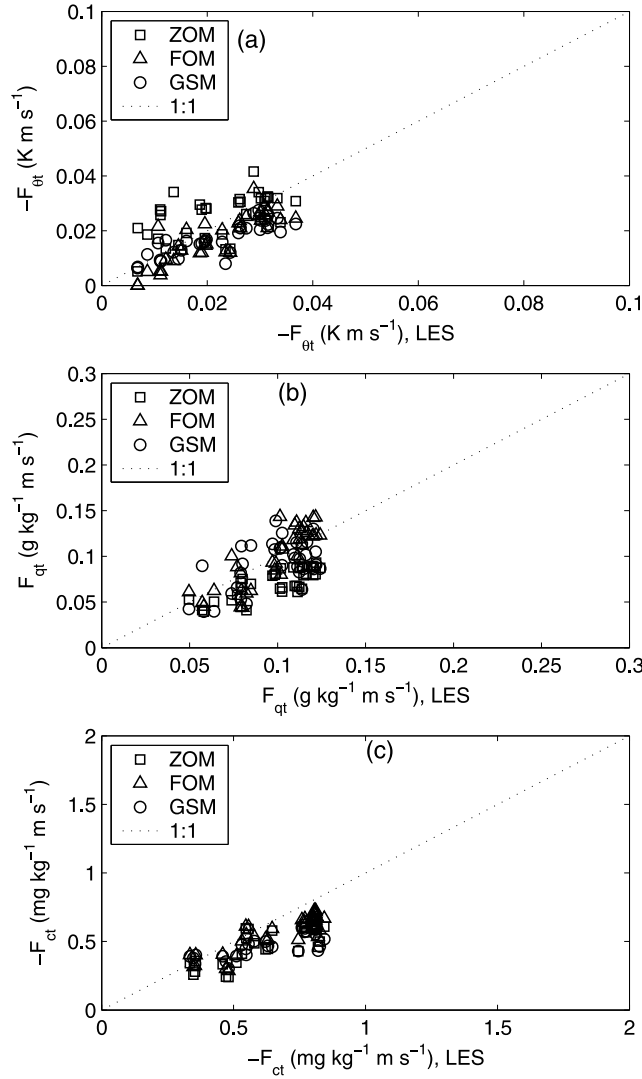 0.1
(a)
ZOM
FOM
GSM
1:1
0.08
0.06
0.04
0.02
0
−F_θt (K m s⁻¹)
0 0.02 0.04 0.06 0.08 0.1
−F_θt (K m s⁻¹), LES
0.3
(b)
ZOM
FOM
GSM
1:1
0.25
0.2
0.15
0.1
0.05
0
F_qt (g kg⁻¹ m s⁻¹)
0 0.05 0.1 0.15 0.2 0.25 0.3
F_qt (g kg⁻¹ m s⁻¹), LES
2
(c)
ZOM
FOM
GSM
1:1
1.5
1
0.5
0
−F_ct (mg kg⁻¹ m s⁻¹)
0 0.5 1 1.5 2
−F_ct (mg kg⁻¹ m s⁻¹), LES